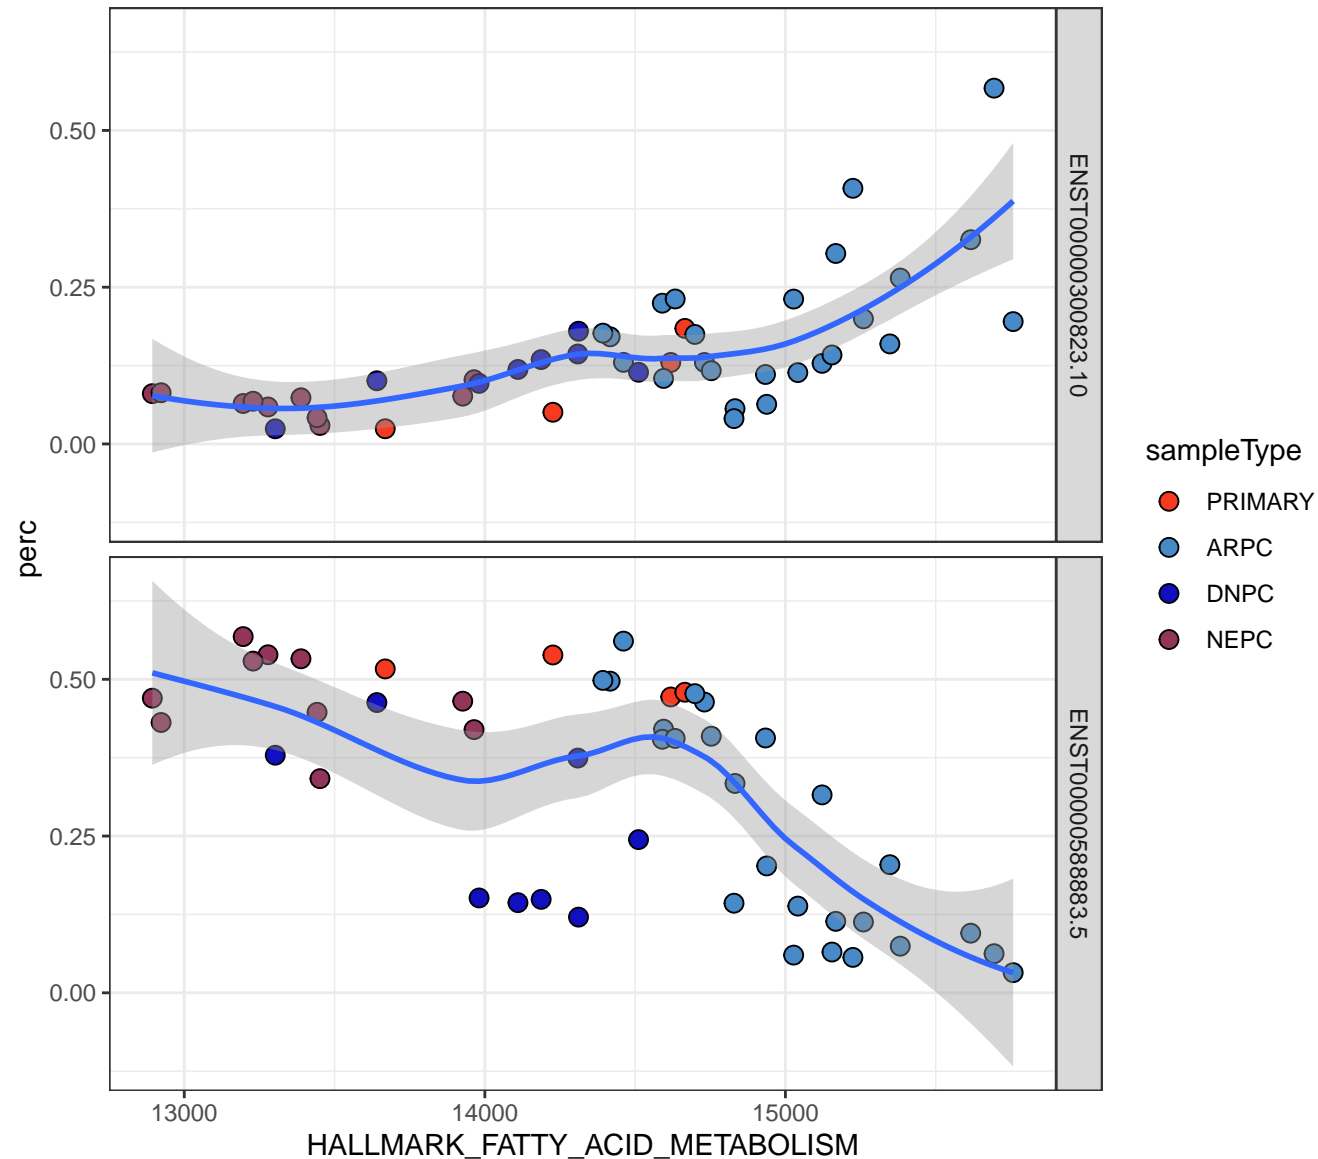 0.50
0.25
0.00
ENST00000300823.10
0.50
0.25
0.00
ENST00000588883.5
13000
14000
15000
HALLMARK_FATTY_ACID_METABOLISM
perc
sampleType
PRIMARY
ARPC
DNPC
NEPC